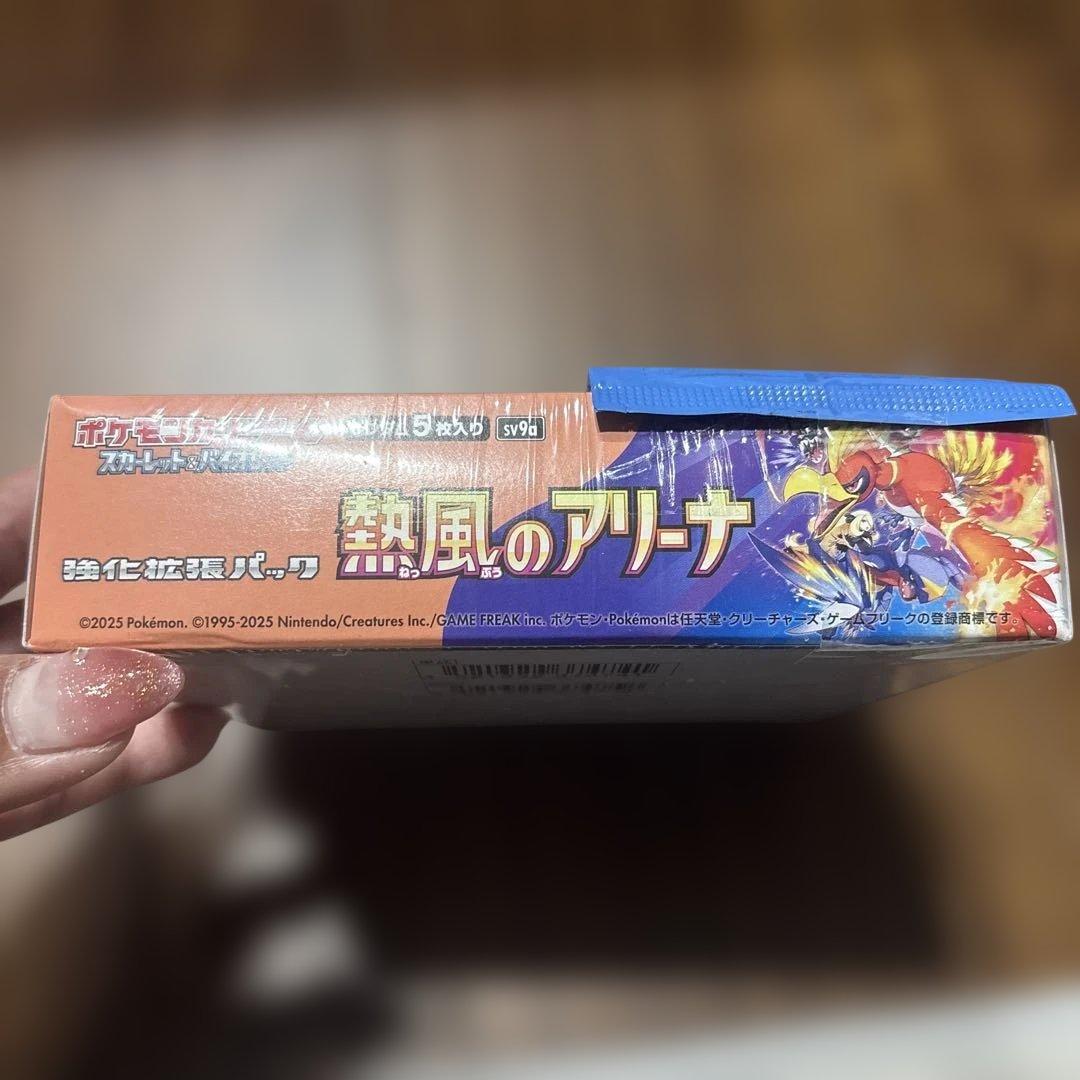 ポケモンカードゲーム
スカーレット&バイオレット
5枚入り sv9a
熱風のアリーナ
ねっ ぷう
強化拡張パック
©2025 Pokémon. ©1995-2025 Nintendo/Creatures Inc./GAME FREAK inc. ポケモン・Pokémonは任天堂・クリーチャーズ・ゲームフリークの登録商標です。